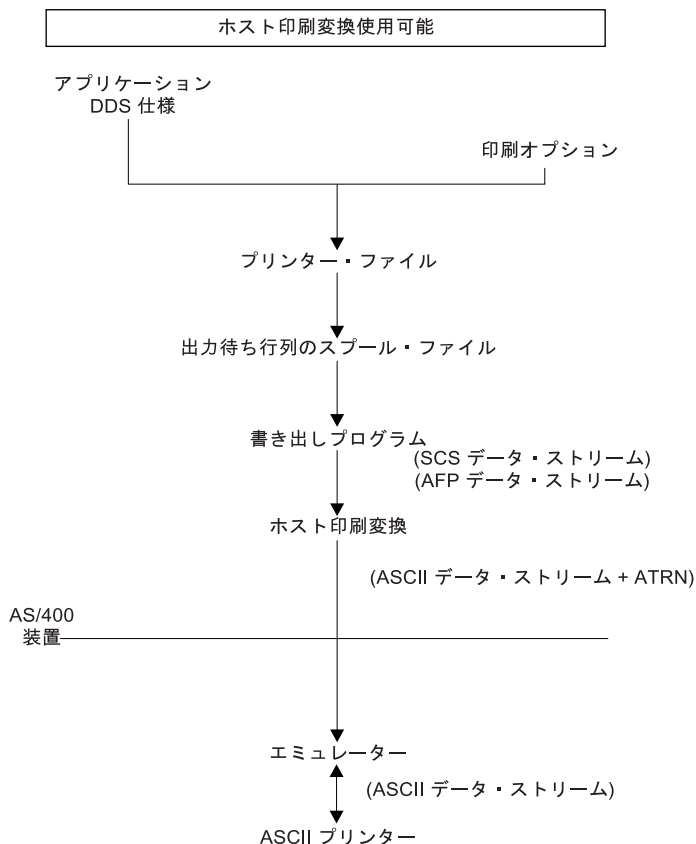 ホスト印刷変換使用可能
アプリケーション
DDS 仕様
印刷オプション
プリンター・ファイル
出力待ち行列のスプール・ファイル
書き出しプログラム
(SCS データ・ストリーム)
(AFP データ・ストリーム)
ホスト印刷変換
(ASCII データ・ストリーム + ATRN)
AS/400
装置
エミュレーター
(ASCII データ・ストリーム)
ASCII プリンター